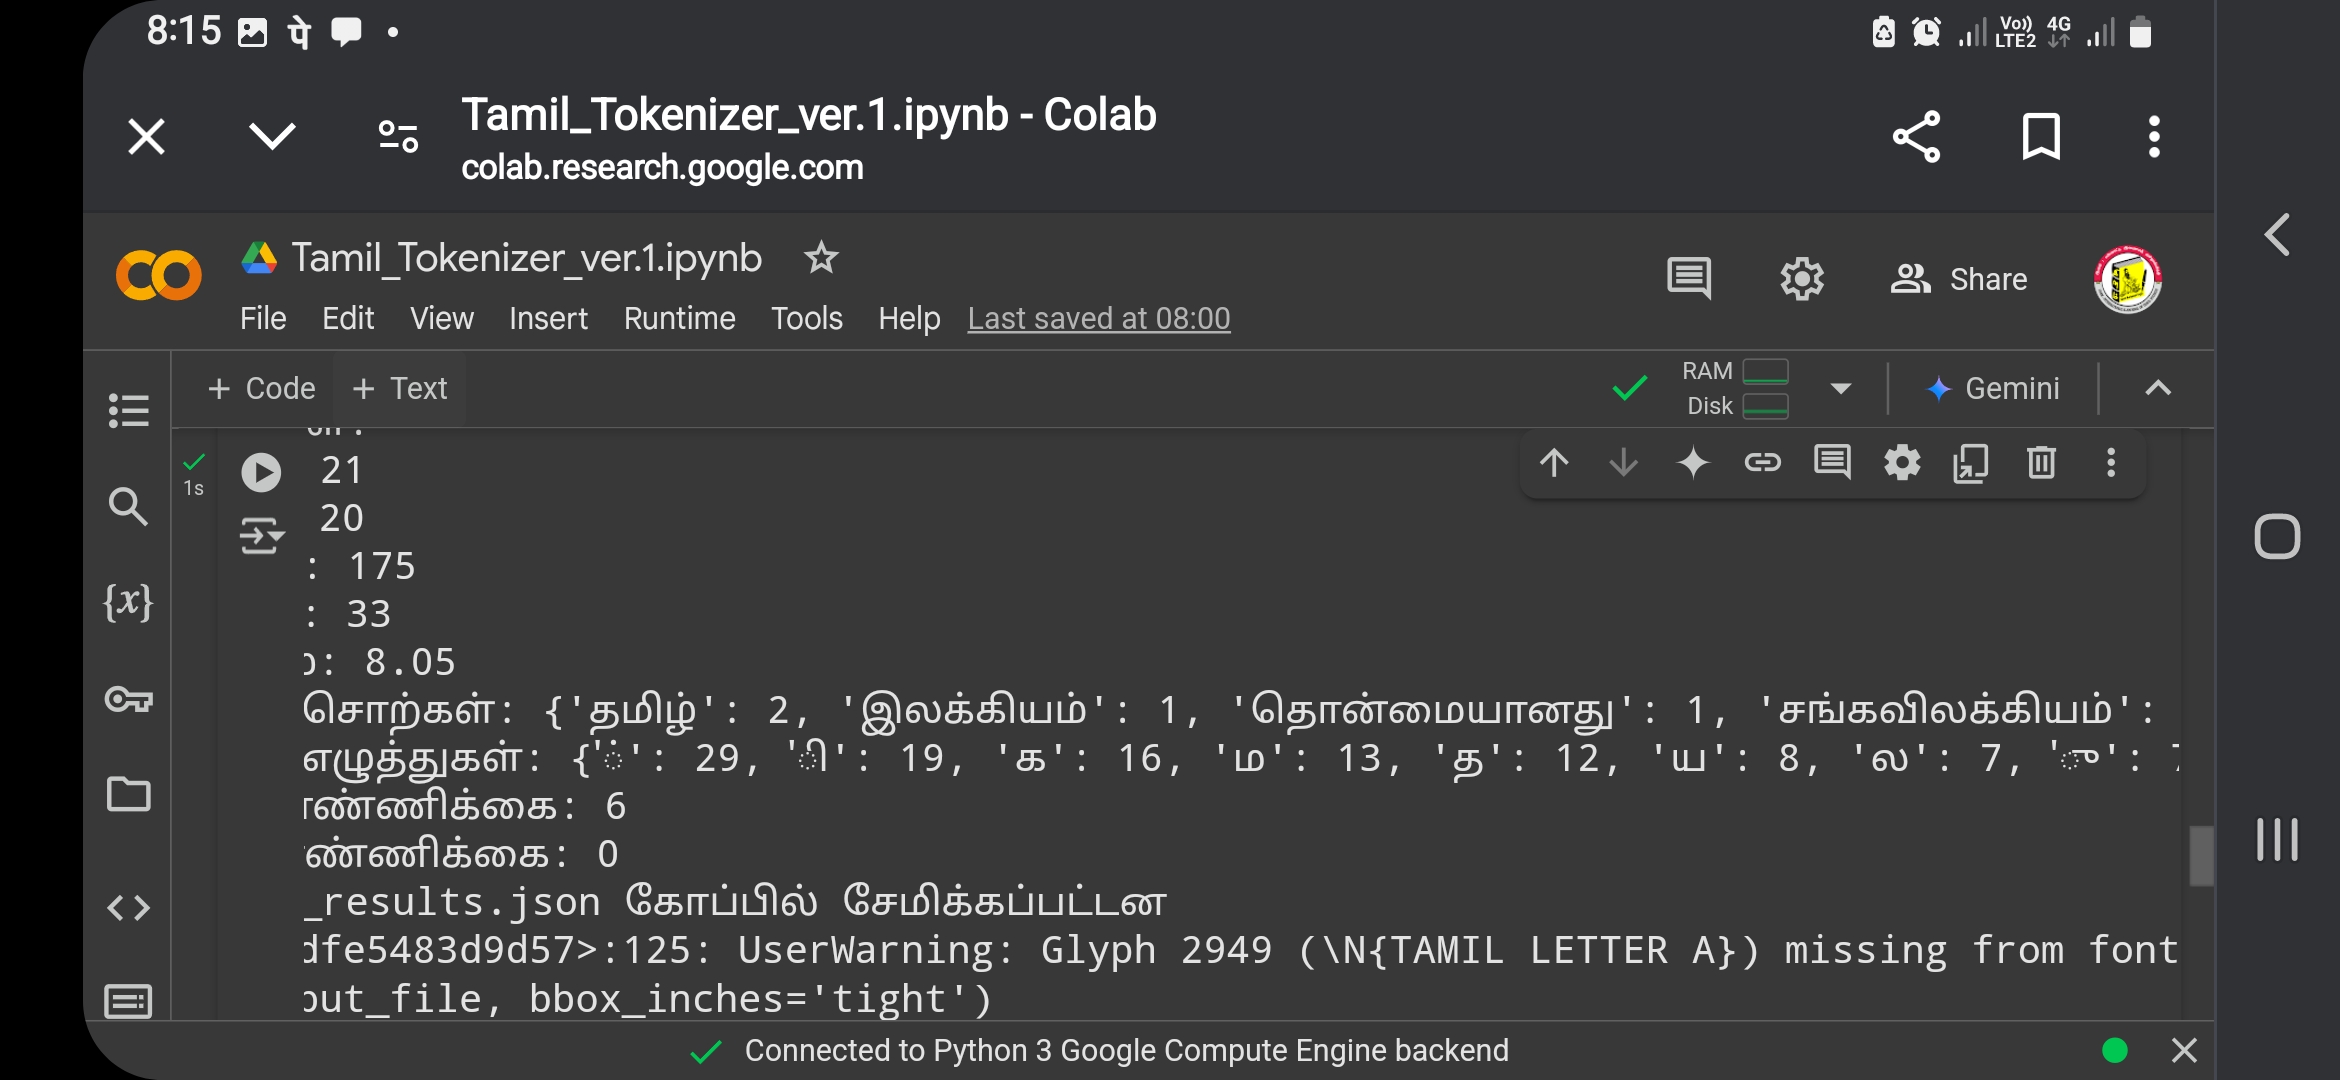 8:15
Vo)) LTE2 4G
Tamil_Tokenizer_ver.1.ipynb - Colab
colab.research.google.com
Tamil_Tokenizer_ver.1.ipynb
Share
File Edit View Insert Runtime Tools Help Last saved at 08:00
+ Code + Text
RAM
Disk
Gemini
1s
21
20
: 175
: 33
: 8.05
சொற்கள்: {'தமிழ்': 2, 'இலக்கியம்': 1, 'தொன்மையானது': 1, 'சங்கவிலக்கியம்':
எழுத்துகள்: {'்': 29, 'ி': 19, 'க': 16, 'ம': 13, 'த': 12, 'ய': 8, 'ல': 7, 'ு': 7
ண்ணிக்கை: 6
ண்ணிக்கை: 0
_results.json கோப்பில் சேமிக்கப்பட்டன
dfe5483d9d57>:125: UserWarning: Glyph 2949 (\N{TAMIL LETTER A}) missing from font
put_file, bbox_inches='tight')
Connected to Python 3 Google Compute Engine backend